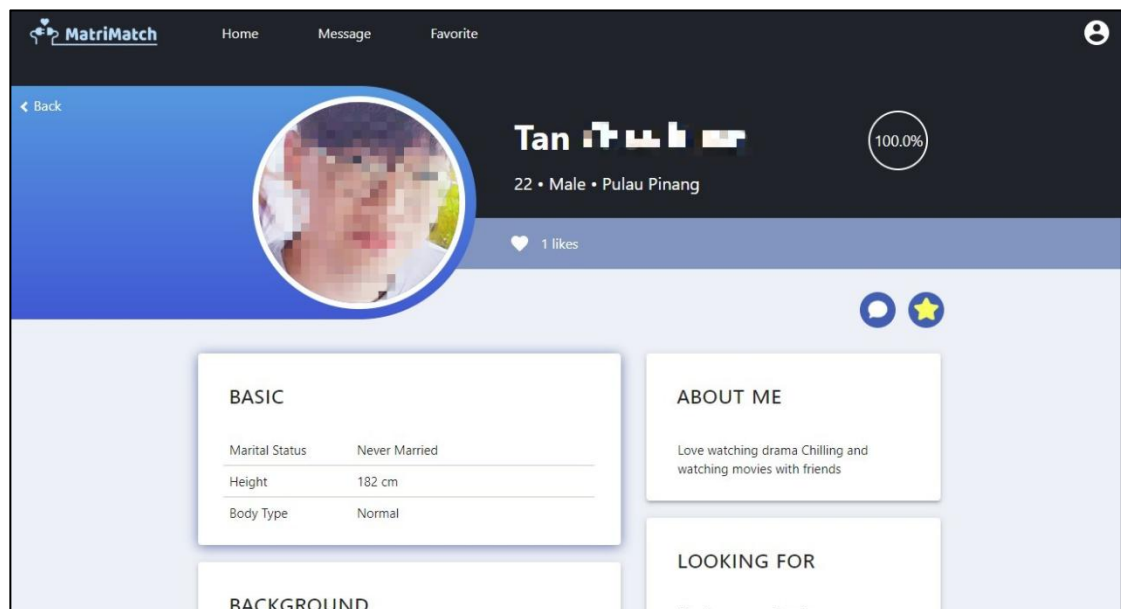 MatriMatch Home Message Favorite
Back
Tan
100.0%
22 • Male • Pulau Pinang
1 likes
BASIC
Marital Status Never Married
Height 182 cm
Body Type Normal
BACKGROUND
ABOUT ME
Love watching drama Chilling and
watching movies with friends
LOOKING FOR